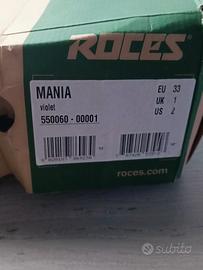 ROCES
MANIA
violet
550060 - 00001
EU 33
UK 1
US 2
roces.com
subito